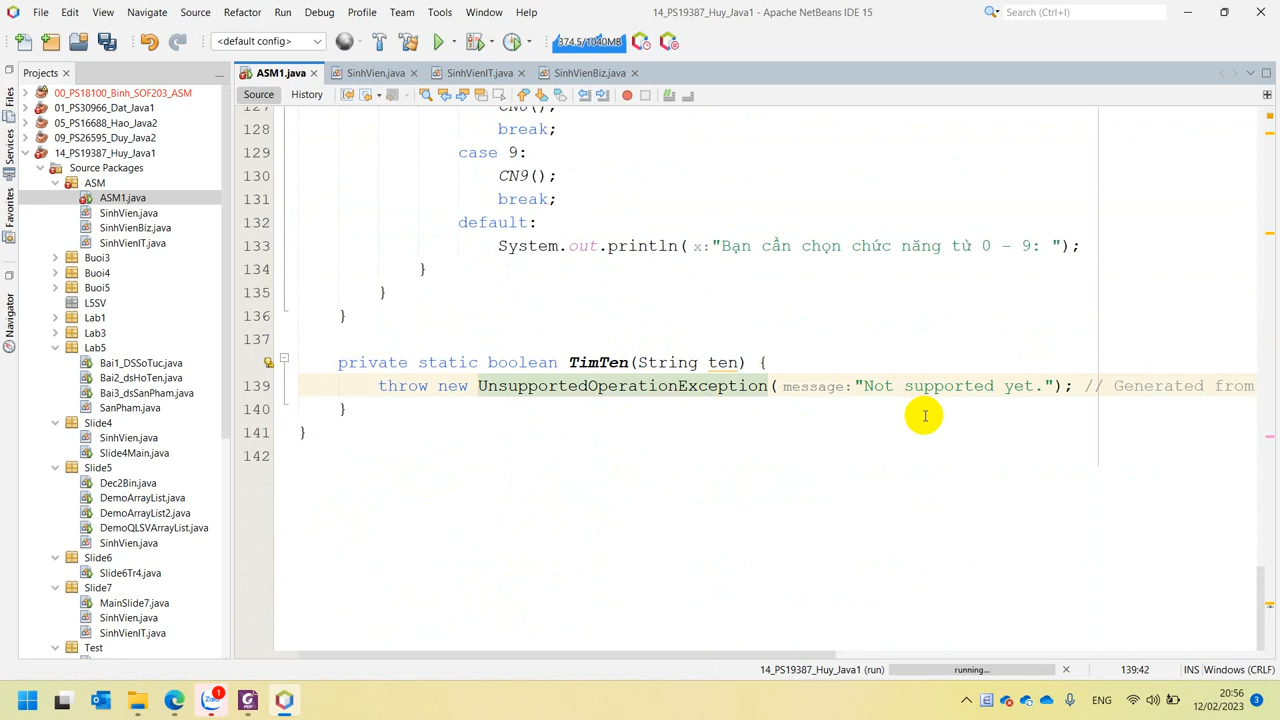 File Edit View Navigate Source Refactor Run Debug Profile Team Tools Window Help
14_PS19387_Huy_Java1 - Apache NetBeans IDE 15
Search (Ctrl+I)
<default config>
374.5/1040MB
Projects
ASM1.java
SinhVien.java
SinhVienIT.java
SinhVienBiz.java
Source
History
Files
Services
Favorites
Navigator
00_PS18100_Binh_SOF203_ASM
01_PS30966_Dat_Java1
05_PS16688_Hao_Java2
09_PS26595_Duy_Java2
14_PS19387_Huy_Java1
Source Packages
ASM
ASM1.java
SinhVien.java
SinhVienBiz.java
SinhVienIT.java
Buoi3
Buoi4
Buoi5
L5SV
Lab1
Lab3
Lab5
Bai1_DSSoTuc.java
Bai2_dsHoTen.java
Bai3_dsSanPham.java
SanPham.java
Slide4
SinhVien.java
Slide4Main.java
Slide5
Dec2Bin.java
DemoArrayList.java
DemoArrayList2.java
DemoQLSVArrayList.java
SinhVien.java
Slide6
Slide6Tr4.java
Slide7
MainSlide7.java
SinhVien.java
SinhVienIT.java
Test
127 CN8();
128 break;
129 case 9:
130 CN9();
131 break;
132 default:
133 System.out.println( x:"Bạn cần chọn chức năng từ 0 - 9: ");
134 }
135 }
136 }
137
private static boolean TimTen(String ten) {
139 throw new UnsupportedOperationException( message:"Not supported yet."); // Generated from
140 }
141 }
142
14_PS19387_Huy_Java1 (run) running... 139:42 INS Windows (CRLF)
Zalo 1
ENG
20:56
12/02/2023
3